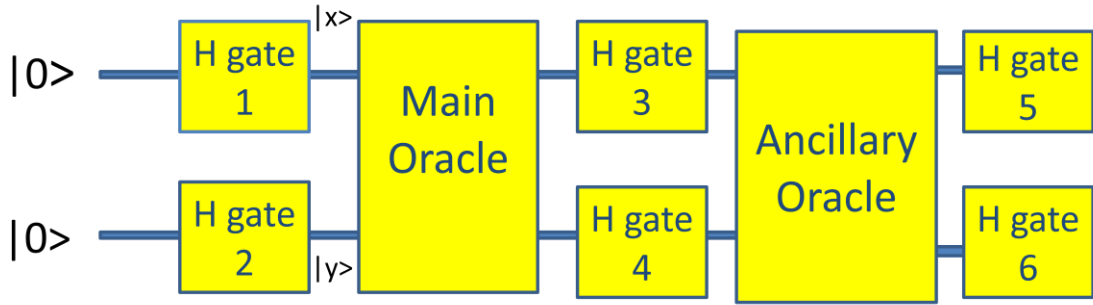 |x>
|0>
H gate
1
Main
Oracle
H gate
3
Ancillary
Oracle
H gate
5
|0>
H gate
2
|y>
H gate
4
H gate
6